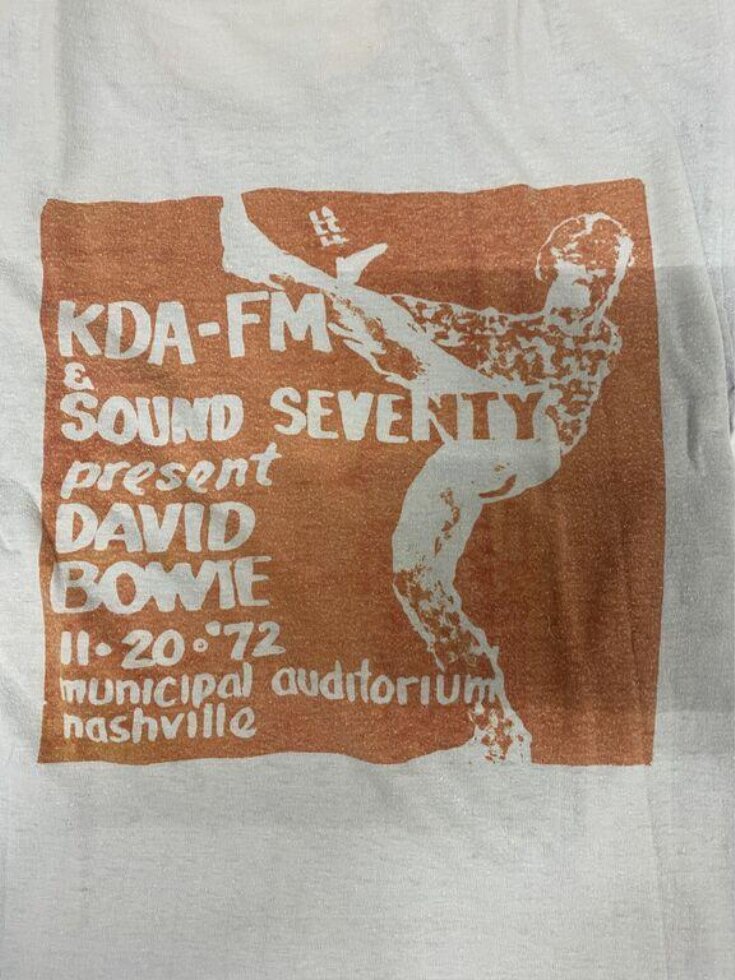 KDA-FM
&
SOUND SEVENTY
present
DAVID
BOWIE
11•20•'72
municipal auditorium
nashville